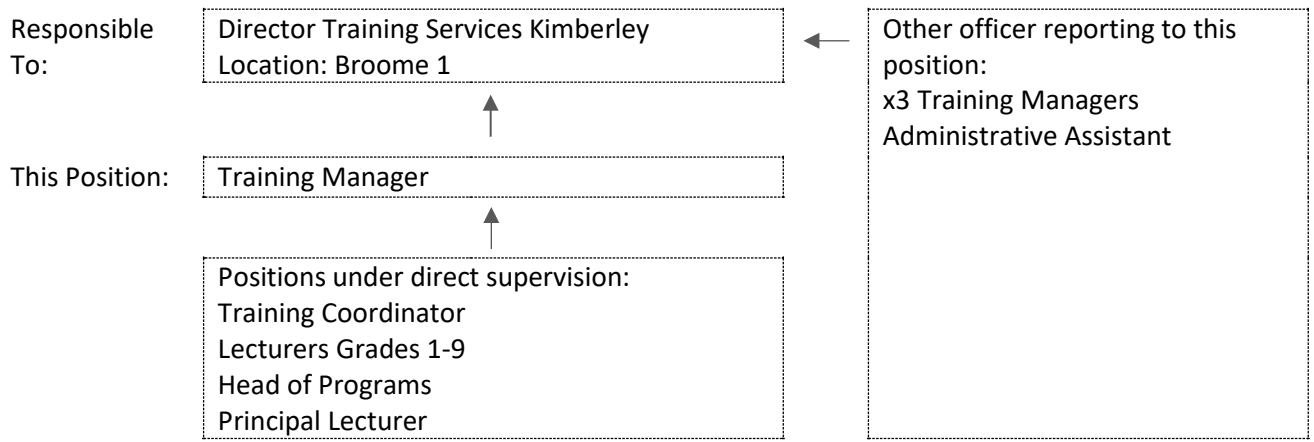 Responsible
To:
Director Training Services Kimberley
Location: Broome 1
Other officer reporting to this
position:
x3 Training Managers
Administrative Assistant
This Position:
Training Manager
Positions under direct supervision:
Training Coordinator
Lecturers Grades 1-9
Head of Programs
Principal Lecturer